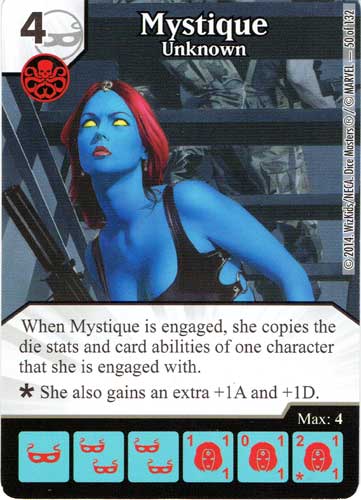 4
Mystique
Unknown
© 2014. WizKids/NECA. Dice Masters ® / © MARVEL — 50 of 132
When Mystique is engaged, she copies the
die stats and card abilities of one character
that she is engaged with.
* She also gains an extra +1A and +1D.
Max: 4
1 1 1
0 1 1
2 1 * 1